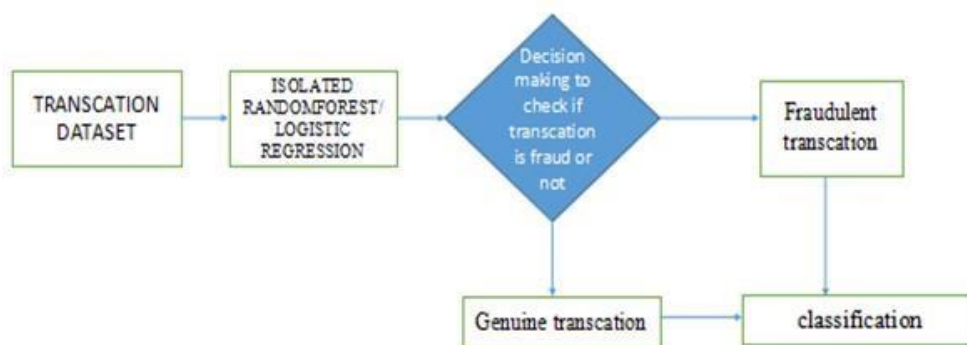 TRANSCATION
DATASET
ISOLATED
RANDOMFOREST/
LOGISTIC
REGRESSION
Decision
making to
check if
transcation
is fraud or
not
Fraudulent
transcation
Genuine transcation
classification